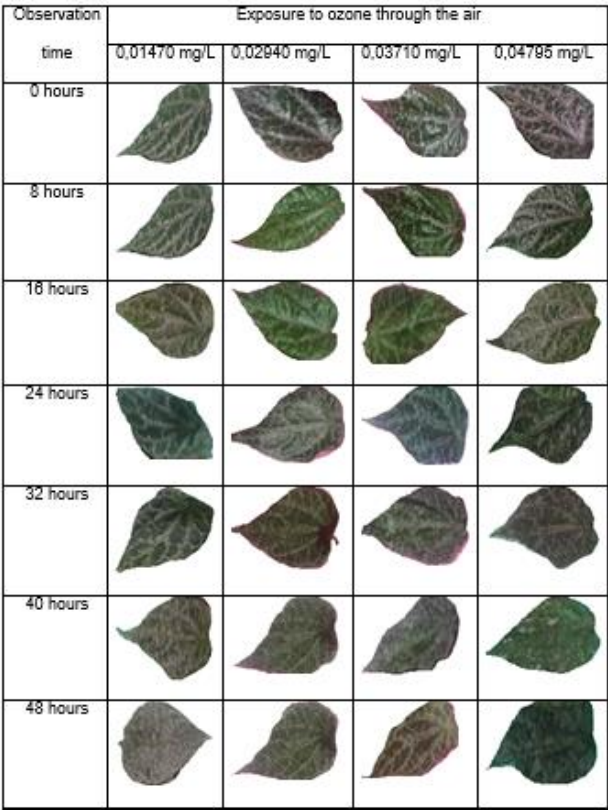 Observation
time
Exposure to ozone through the air
0,01470 mg/L 0,02940 mg/L 0,03710 mg/L 0,04795 mg/L
0 hours
8 hours
16 hours
24 hours
32 hours
40 hours
48 hours